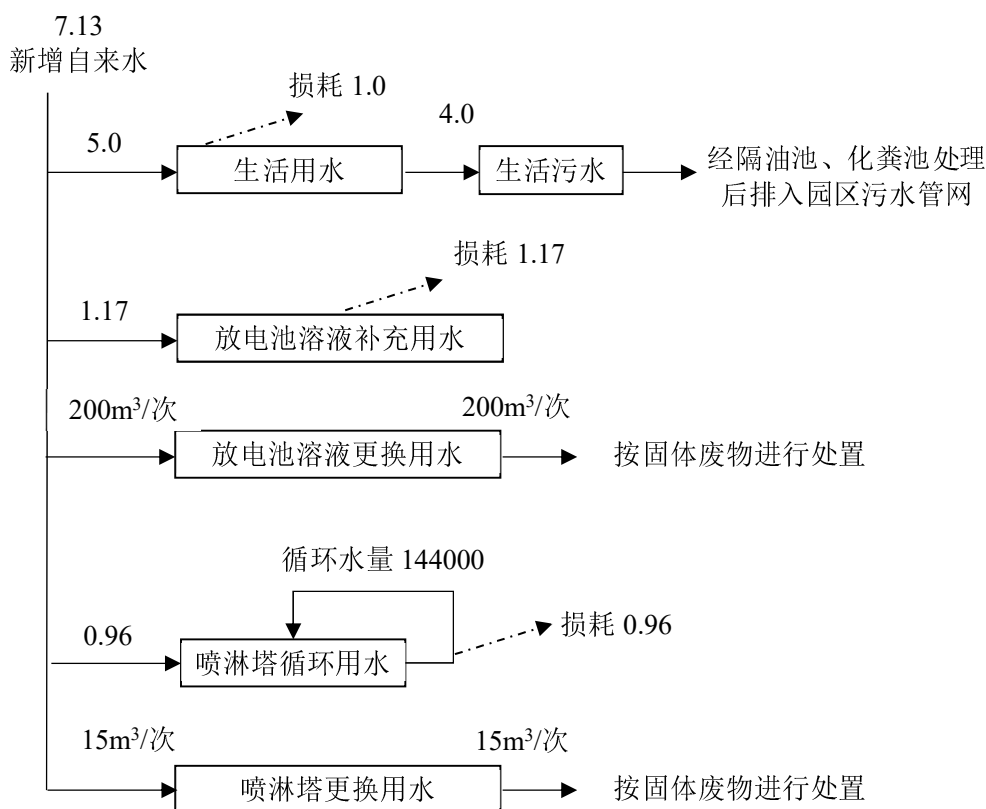 7.13
新增自来水
损耗 1.0
4.0
5.0
生活用水
生活污水
经隔油池、化粪池处理
后排入园区污水管网
损耗 1.17
1.17
放电池溶液补充用水
200m³/次
200m³/次
放电池溶液更换用水
按固体废物进行处置
循环水量 144000
0.96
损耗 0.96
喷淋塔循环用水
15m³/次
15m³/次
喷淋塔更换用水
按固体废物进行处置